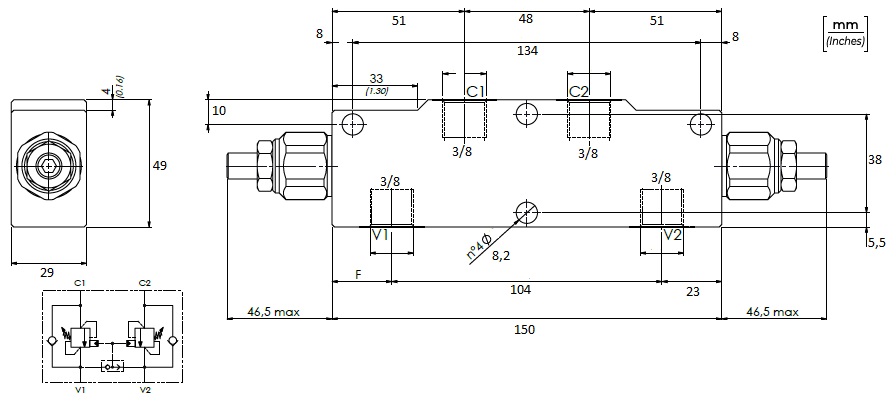 51 48 51
8 134 8
mm
(Inches)
33
(1.30)
4
(0.16)
10
C1 C2
3/8 3/8
49
38
3/8 3/8
V1 V2
n°4Ø
8,2
5,5
29
F 104 23
46,5 max 150 46,5 max
C1 C2
V1 V2